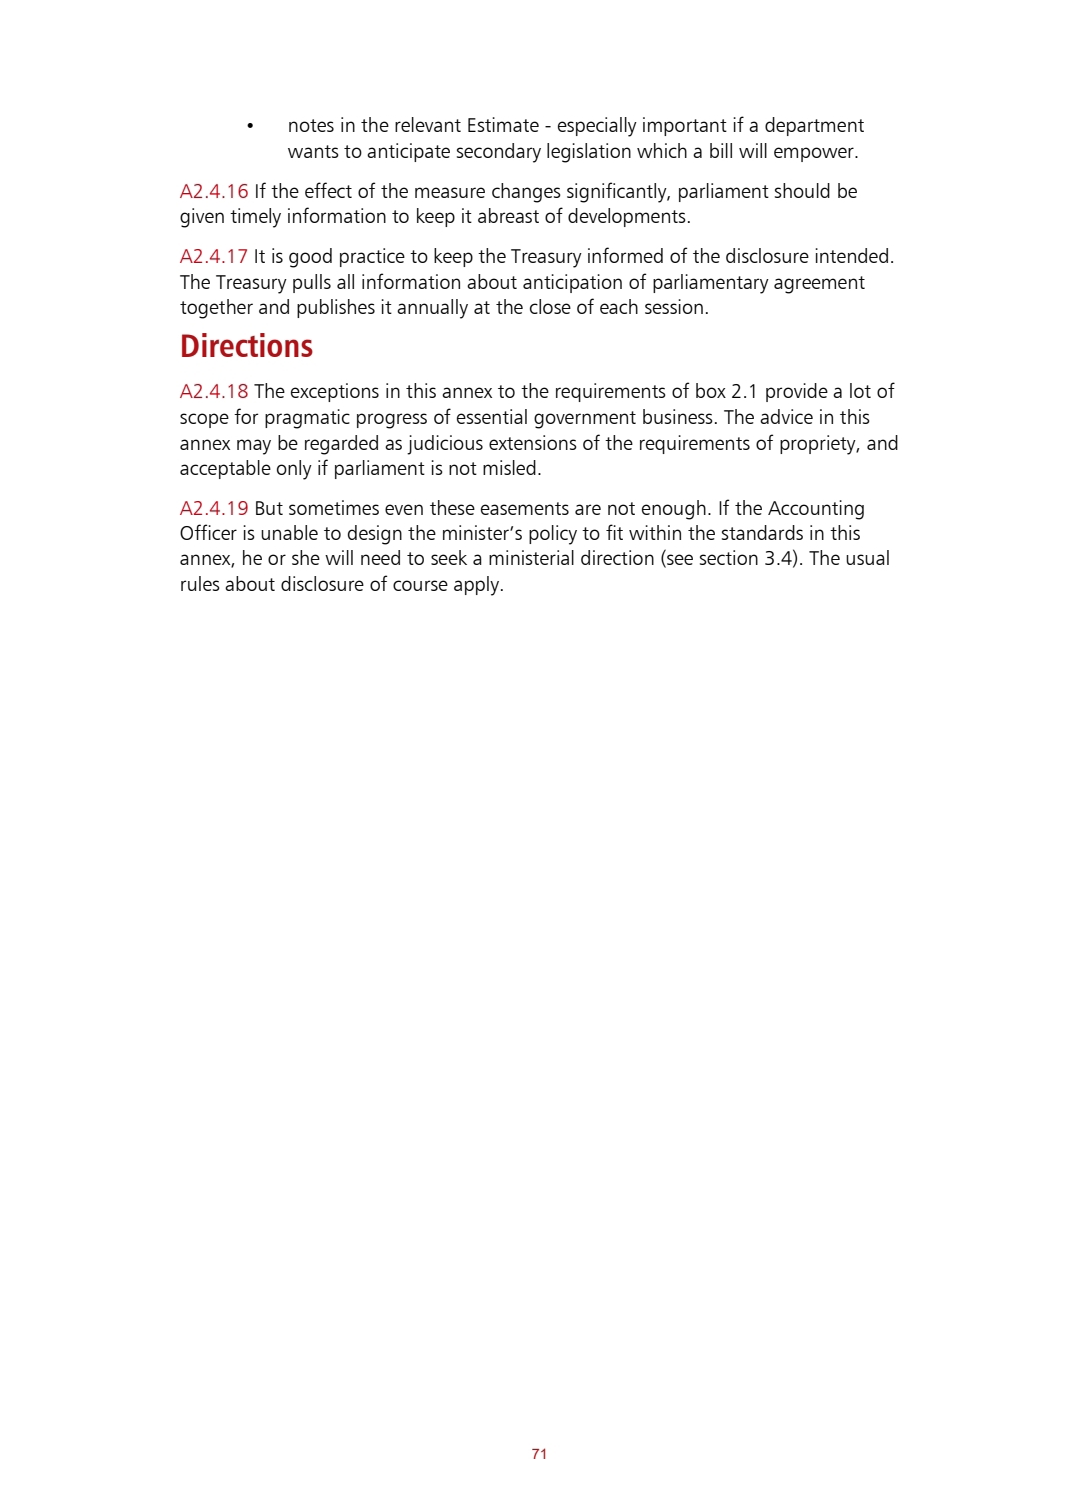 • notes in the relevant Estimate - especially important if a department
wants to anticipate secondary legislation which a bill will empower.
A2.4.16 If the effect of the measure changes significantly, parliament should be
given timely information to keep it abreast of developments.
A2.4.17 It is good practice to keep the Treasury informed of the disclosure intended.
The Treasury pulls all information about anticipation of parliamentary agreement
together and publishes it annually at the close of each session.
Directions
A2.4.18 The exceptions in this annex to the requirements of box 2.1 provide a lot of
scope for pragmatic progress of essential government business. The advice in this
annex may be regarded as judicious extensions of the requirements of propriety, and
acceptable only if parliament is not misled.
A2.4.19 But sometimes even these easements are not enough. If the Accounting
Officer is unable to design the minister’s policy to fit within the standards in this
annex, he or she will need to seek a ministerial direction (see section 3.4). The usual
rules about disclosure of course apply.
71